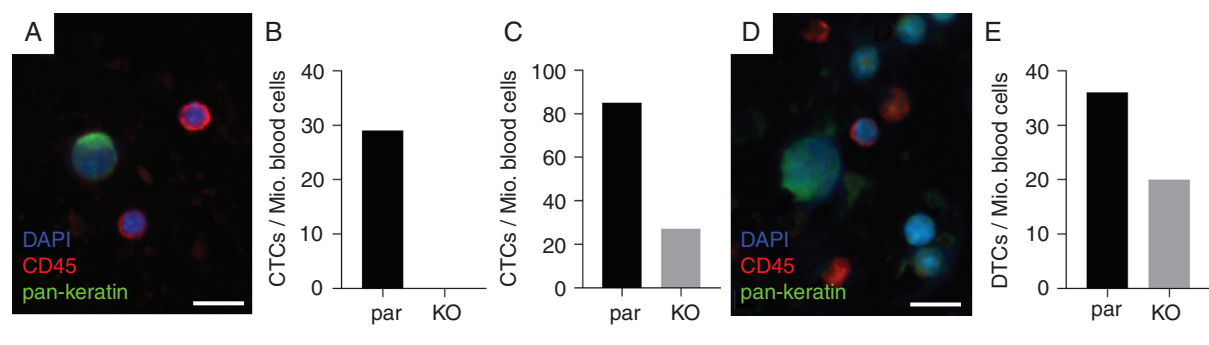 A
DAPI
CD45
pan-keratin
B
CTCs / Mio. blood cells
40
30
20
10
0
par KO
C
CTCs / Mio. blood cells
100
80
60
40
20
0
par KO
D
D
DAPI
CD45
pan-keratin
E
DTCs / Mio. blood cells
40
30
20
10
0
par KO